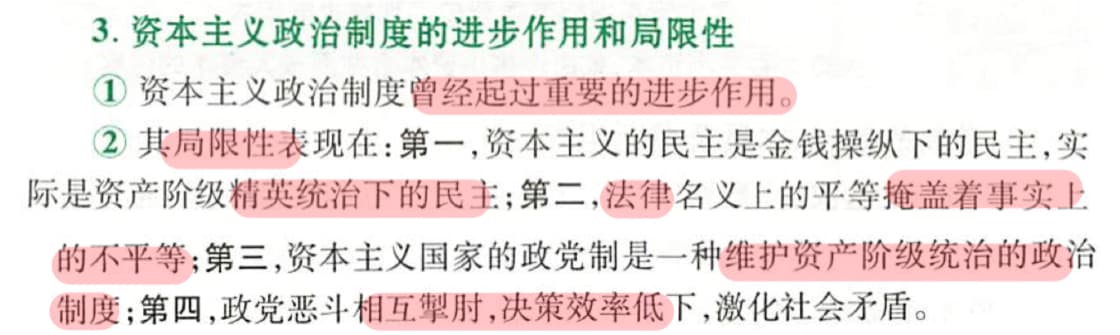 3. 资本主义政治制度的进步作用和局限性
① 资本主义政治制度曾经起过重要的进步作用。
② 其局限性表现在:第一,资本主义的民主是金钱操纵下的民主,实
际是资产阶级精英统治下的民主;第二,法律名义上的平等掩盖着事实上
的不平等;第三,资本主义国家的政党制是一种维护资产阶级统治的政治
制度;第四,政党恶斗相互掣肘,决策效率低下,激化社会矛盾。